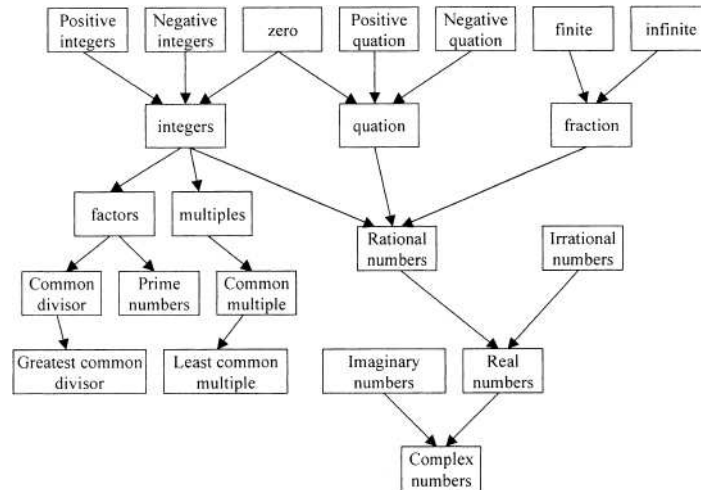 Positive
integers
Negative
integers
zero
Positive
quation
Negative
quation
finite
infinite
integers
quation
fraction
factors
multiples
Rational
numbers
Irrational
numbers
Common
divisor
Prime
numbers
Common
multiple
Greatest common
divisor
Least common
multiple
Imaginary
numbers
Real
numbers
Complex
numbers